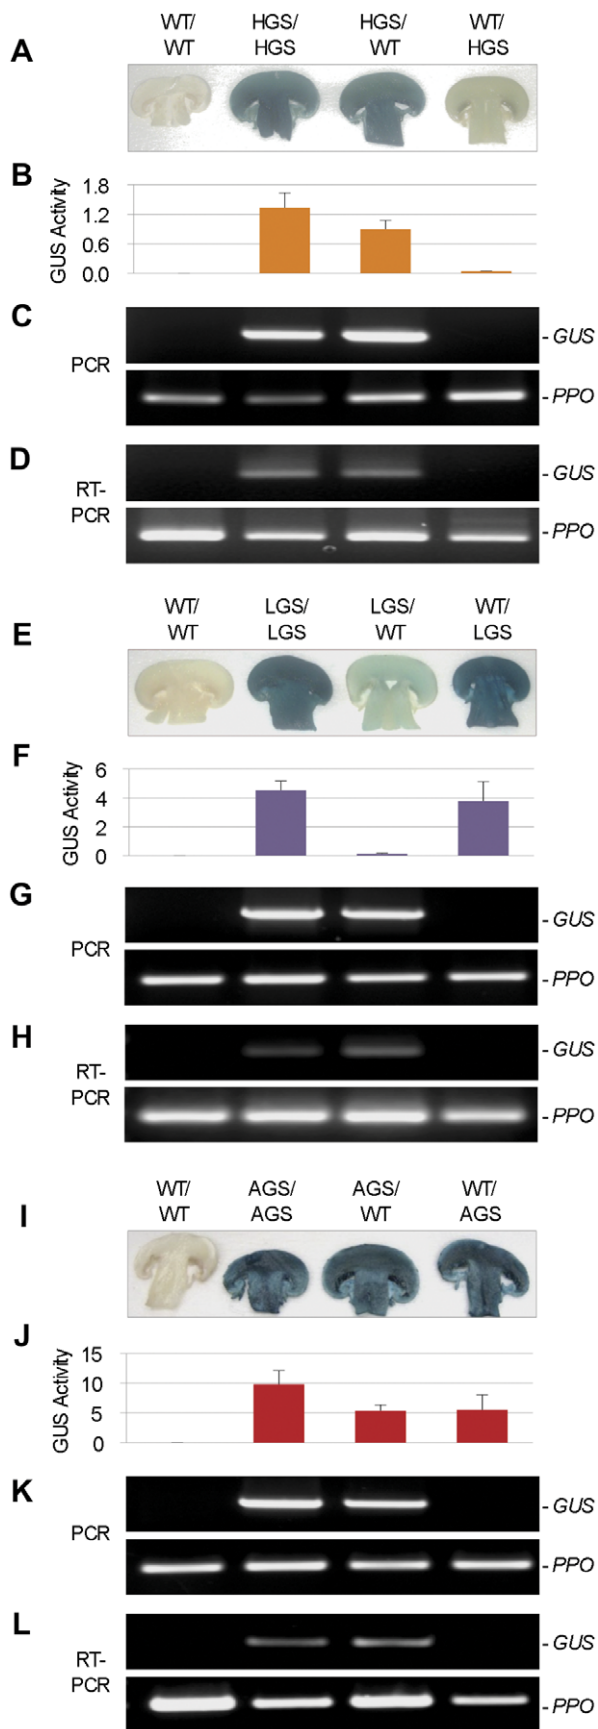 WT/ HGS/ HGS/ WT/
WT HGS WT HGS
A
B
GUS Activity
1.8
1.2
0.6
0.0
C
PCR
- GUS
- PPO
D
RT-
PCR
- GUS
- PPO
WT/ LGS/ LGS/ WT/
WT LGS WT LGS
E
F
GUS Activity
6
4
2
0
G
PCR
- GUS
- PPO
H
RT-
PCR
- GUS
- PPO
WT/ AGS/ AGS/ WT/
WT AGS WT AGS
I
J
GUS Activity
15
10
5
0
K
PCR
- GUS
- PPO
L
RT-
PCR
- GUS
- PPO